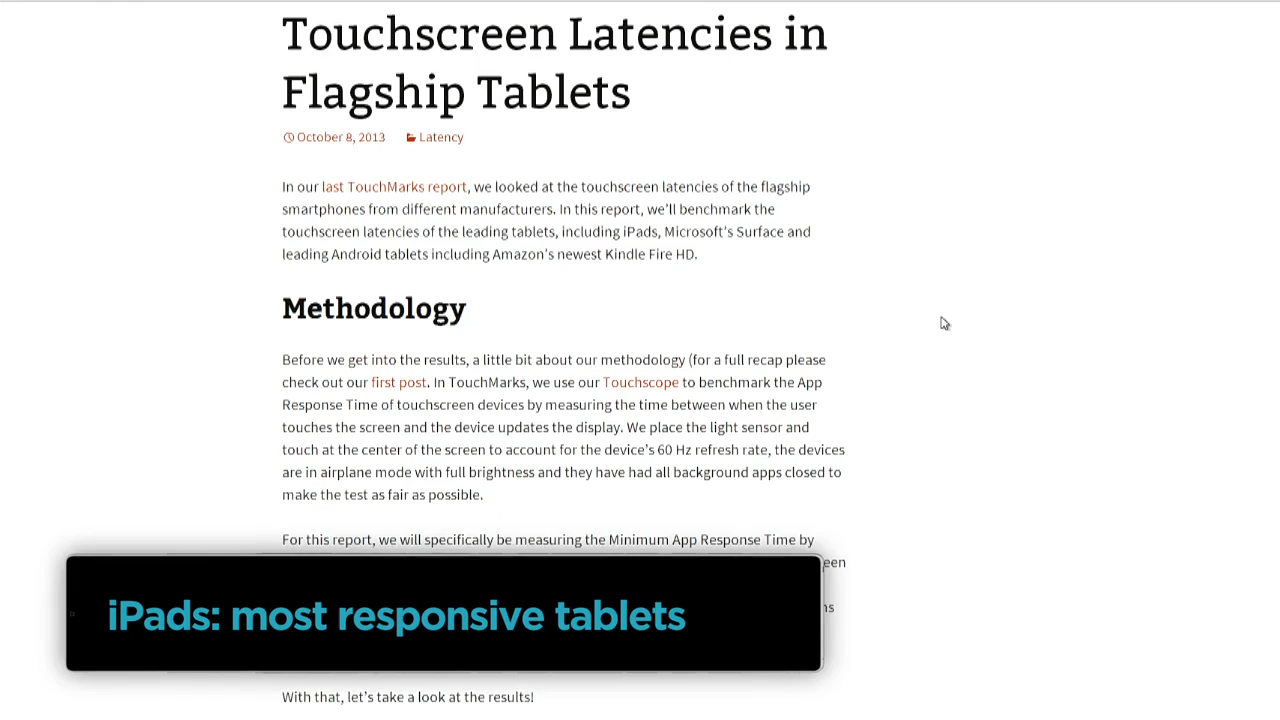 Touchscreen Latencies in
Flagship Tablets
October 8, 2013 Latency
In our last TouchMarks report, we looked at the touchscreen latencies of the flagship
smartphones from different manufacturers. In this report, we'll benchmark the
touchscreen latencies of the leading tablets, including iPads, Microsoft's Surface and
leading Android tablets including Amazon's newest Kindle Fire HD.
Methodology
Before we get into the results, a little bit about our methodology (for a full recap please
check out our first post. In TouchMarks, we use our Touchscope to benchmark the App
Response Time of touchscreen devices by measuring the time between when the user
touches the screen and the device updates the display. We place the light sensor and
touch at the center of the screen to account for the device's 60 Hz refresh rate, the devices
are in airplane mode with full brightness and they have had all background apps closed to
make the test as fair as possible.
For this report, we will specifically be measuring the Minimum App Response Time by
iPads: most responsive tablets
With that, let's take a look at the results!